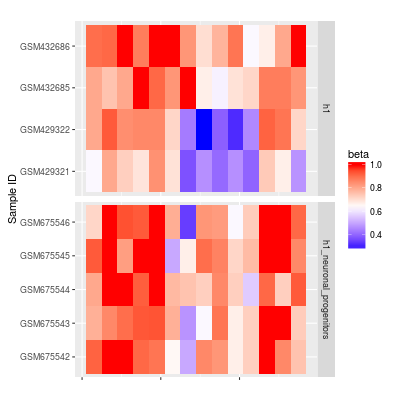 GSM432686
GSM432685
GSM429322
GSM429321
h1
GSM675546
GSM675545
GSM675544
GSM675543
GSM675542
h1_neuronal_progenitors
Sample ID
beta
1.0
0.8
0.6
0.4